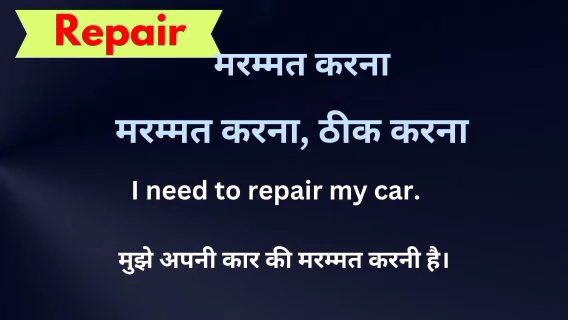 Repair
मरम्मत करना
मरम्मत करना, ठीक करना
I need to repair my car.
मुझे अपनी कार की मरम्मत करनी है।